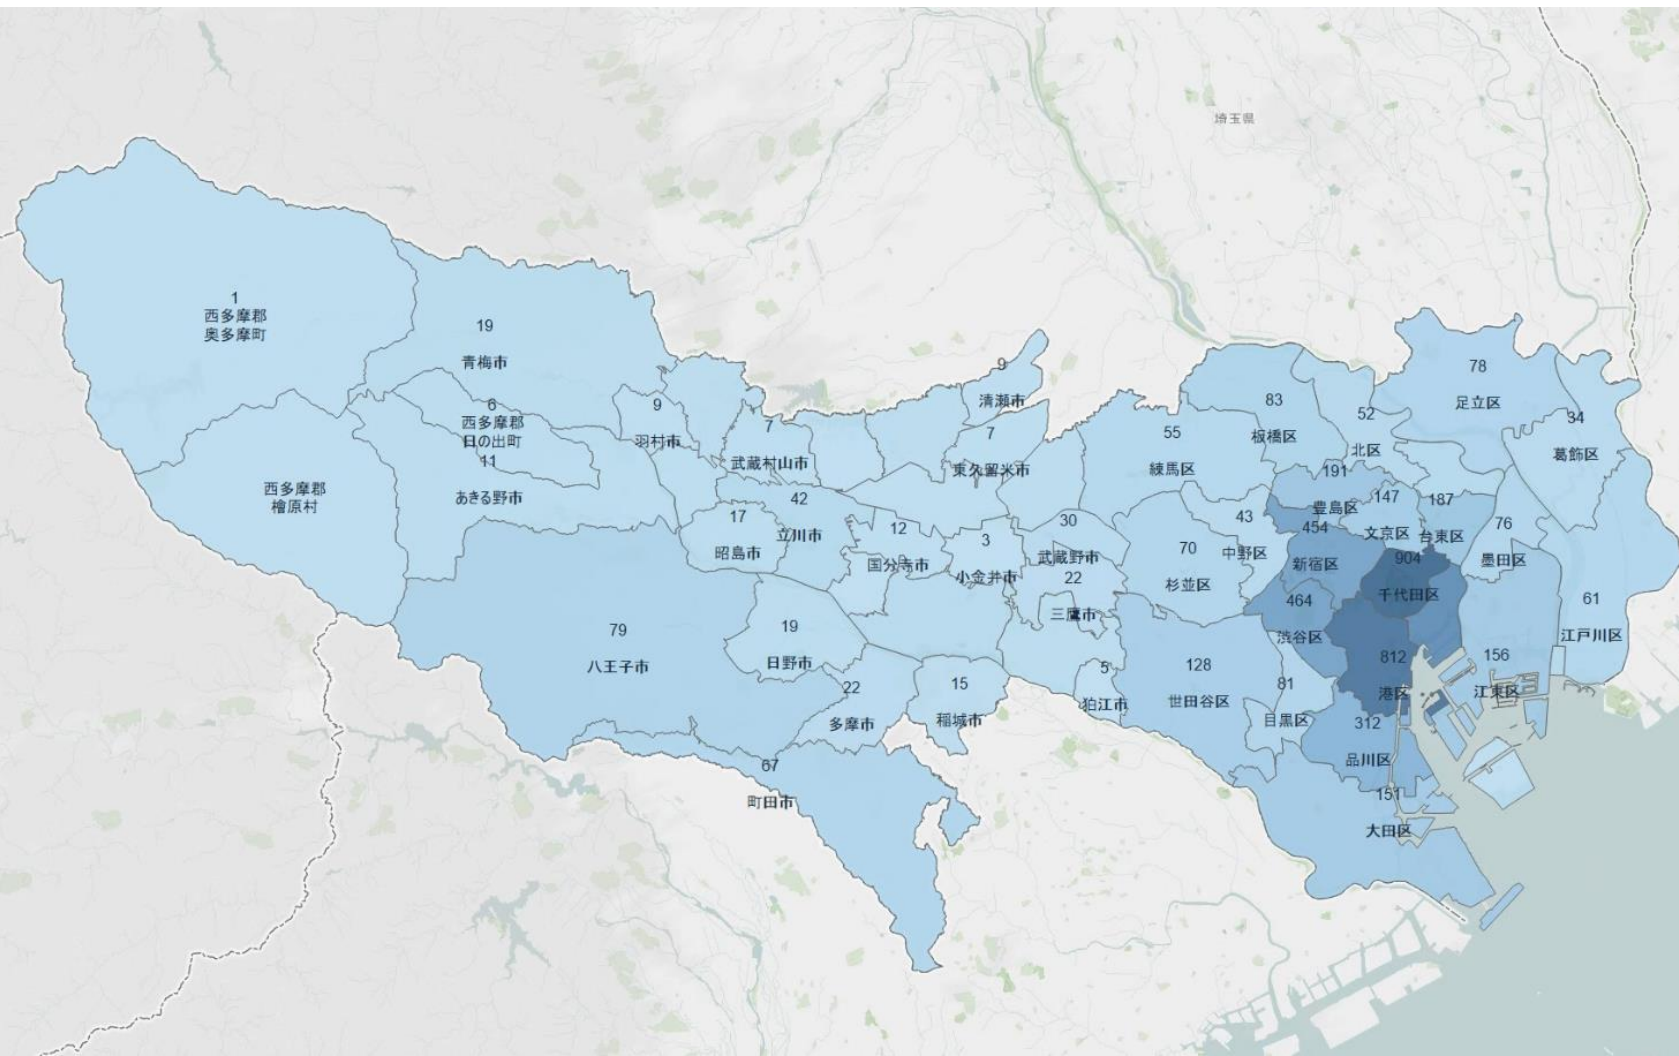 埼玉県
1
西多摩郡
奥多摩町
19
青梅市
6
西多摩郡
日の出町
11
あきる野市
西多摩郡
檜原村
9
羽村市
7
武蔵村山市
9
清瀬市
7
東久留米市
42
立川市
17
昭島市
12
国分寺市
3
小金井市
30
武蔵野市
22
三鷹市
79
八王子市
19
日野市
22
多摩市
15
稲城市
5
狛江市
67
町田市
55
練馬区
83
板橋区
52
北区
78
足立区
34
葛飾区
191
豊島区
147
文京区
187
台東区
76
墨田区
43
中野区
70
杉並区
454
新宿区
904
千代田区
464
渋谷区
812
港区
61
江戸川区
156
江東区
128
世田谷区
81
目黒区
312
品川区
151
大田区